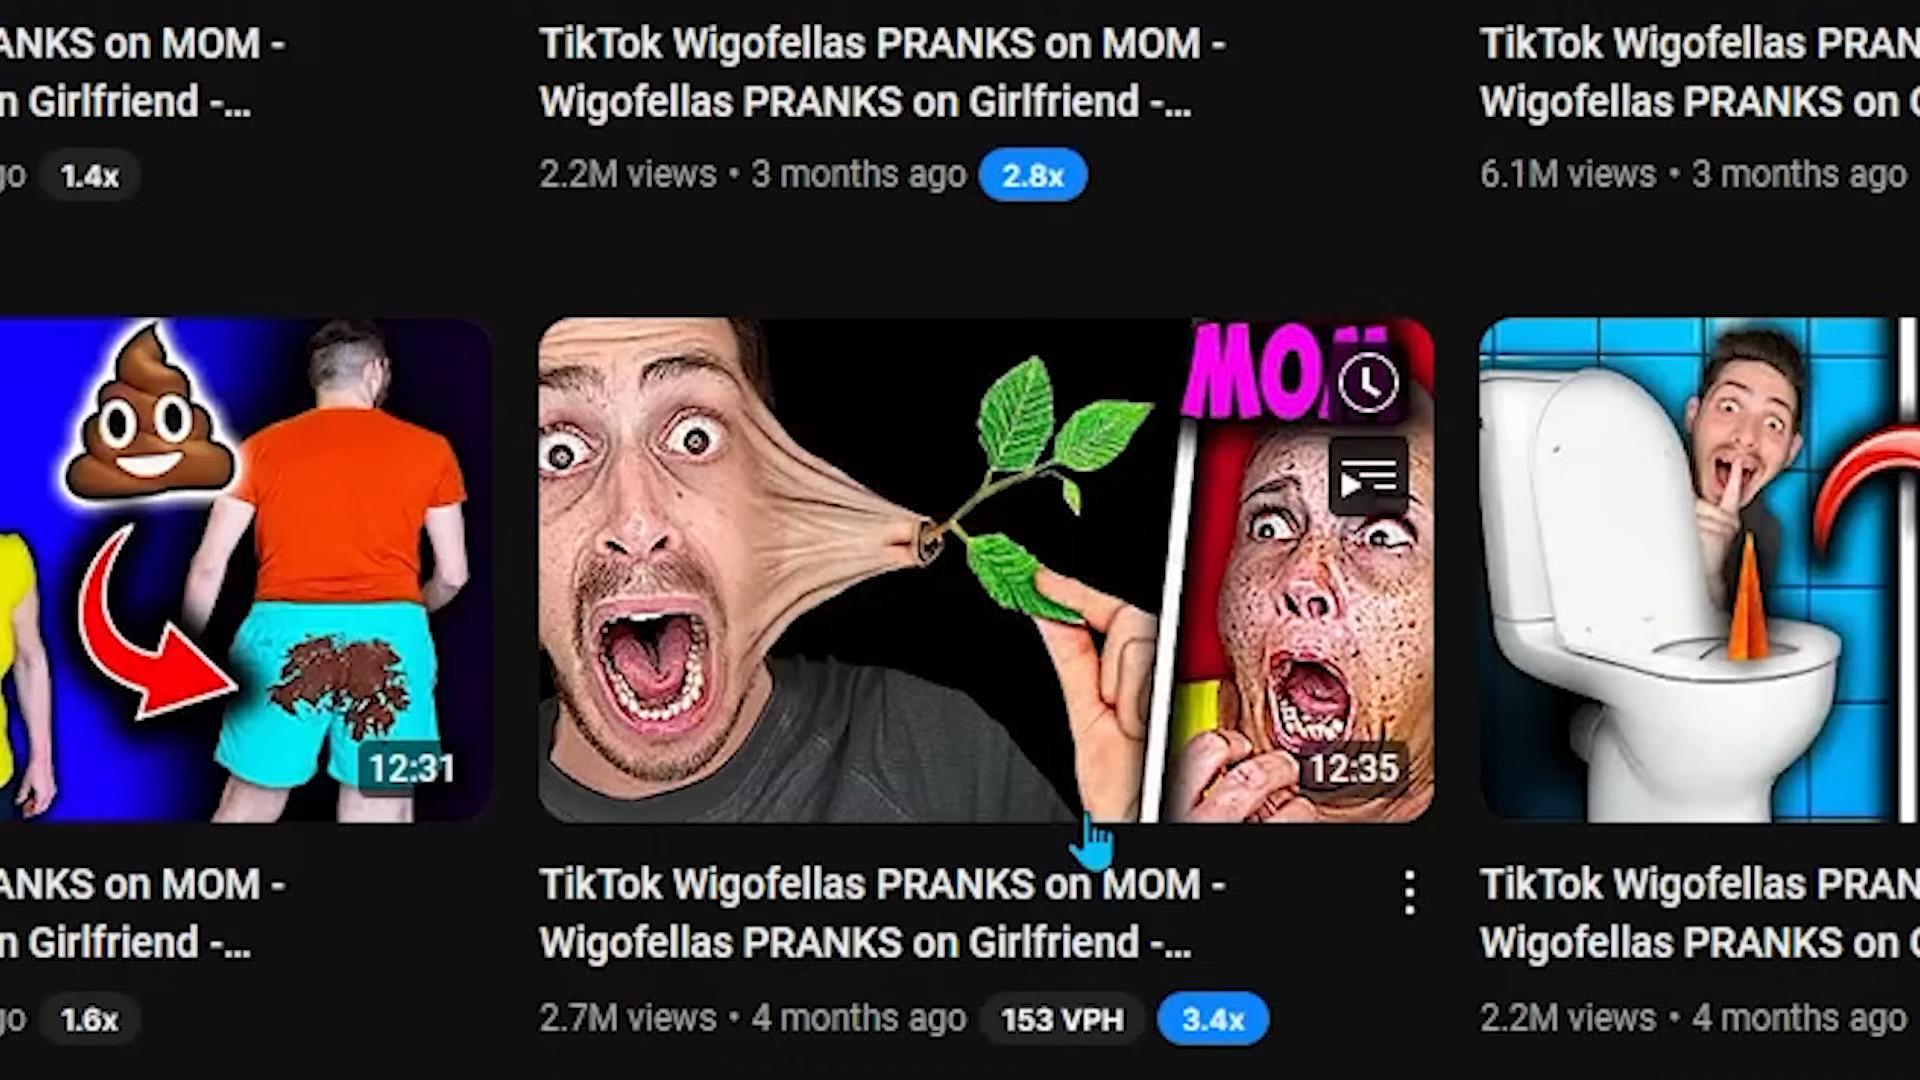 ANKS on MOM -
n Girlfriend -...
go 1.4x
TikTok Wigofellas PRANKS on MOM -
Wigofellas PRANKS on Girlfriend -...
2.2M views • 3 months ago 2.8x
TikTok Wigofellas PRAN
Wigofellas PRANKS on G
6.1M views • 3 months ago
12:31
MOM
12:35
ANKS on MOM -
n Girlfriend -...
go 1.6x
TikTok Wigofellas PRANKS on MOM -
Wigofellas PRANKS on Girlfriend -...
2.7M views • 4 months ago 153 VPH 3.4x
TikTok Wigofellas PRAN
Wigofellas PRANKS on G
2.2M views • 4 months ago